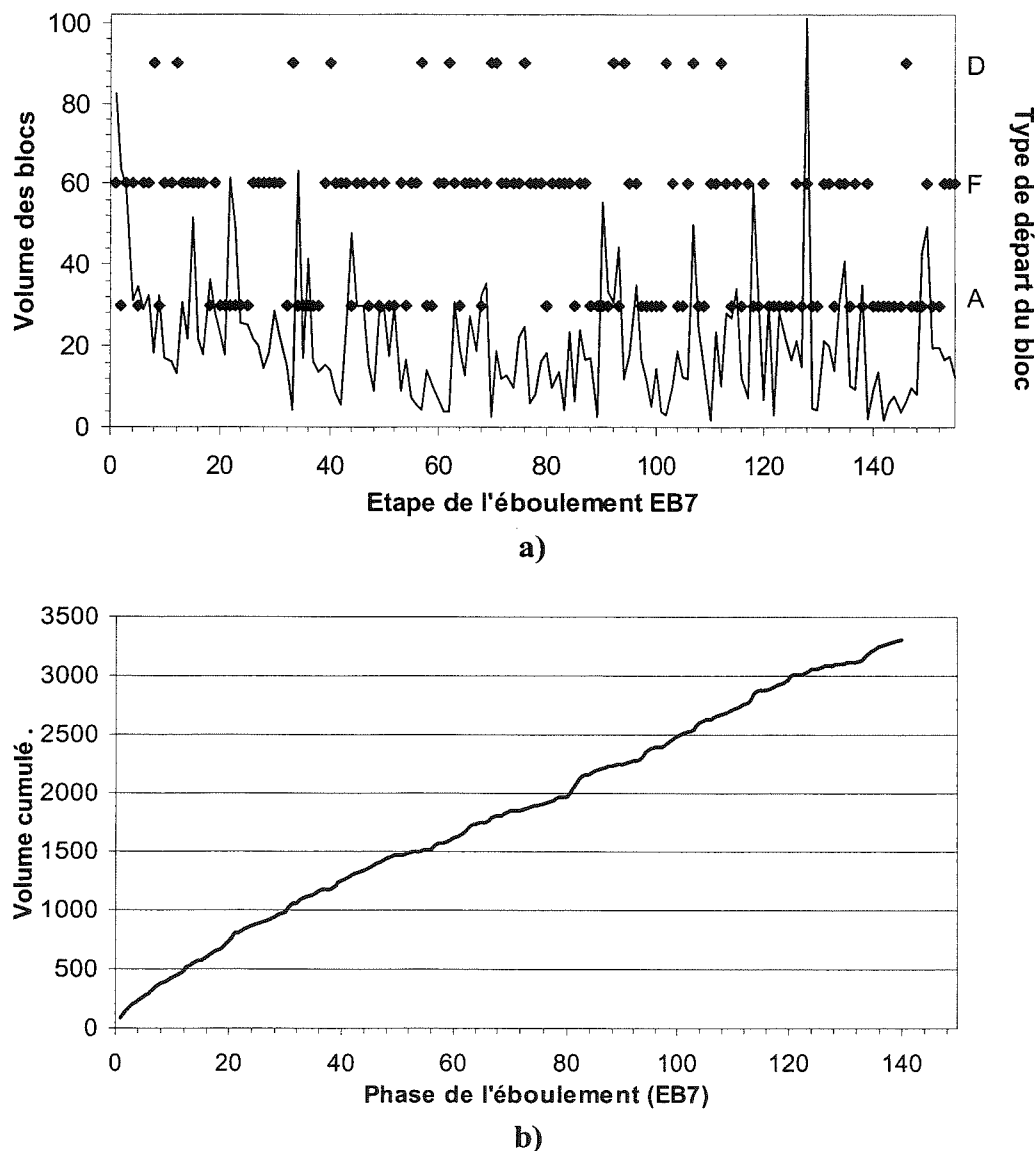 100
80
60
40
20
0
Volume des blocs
D
F
A
Type de départ du bloc
0 20 40 60 80 100 120 140
Etape de l'éboulement EB7
a)
3500
3000
2500
2000
1500
1000
500
0
Volume cumulé .
0 20 40 60 80 100 120 140
Phase de l'éboulement (EB7)
b)